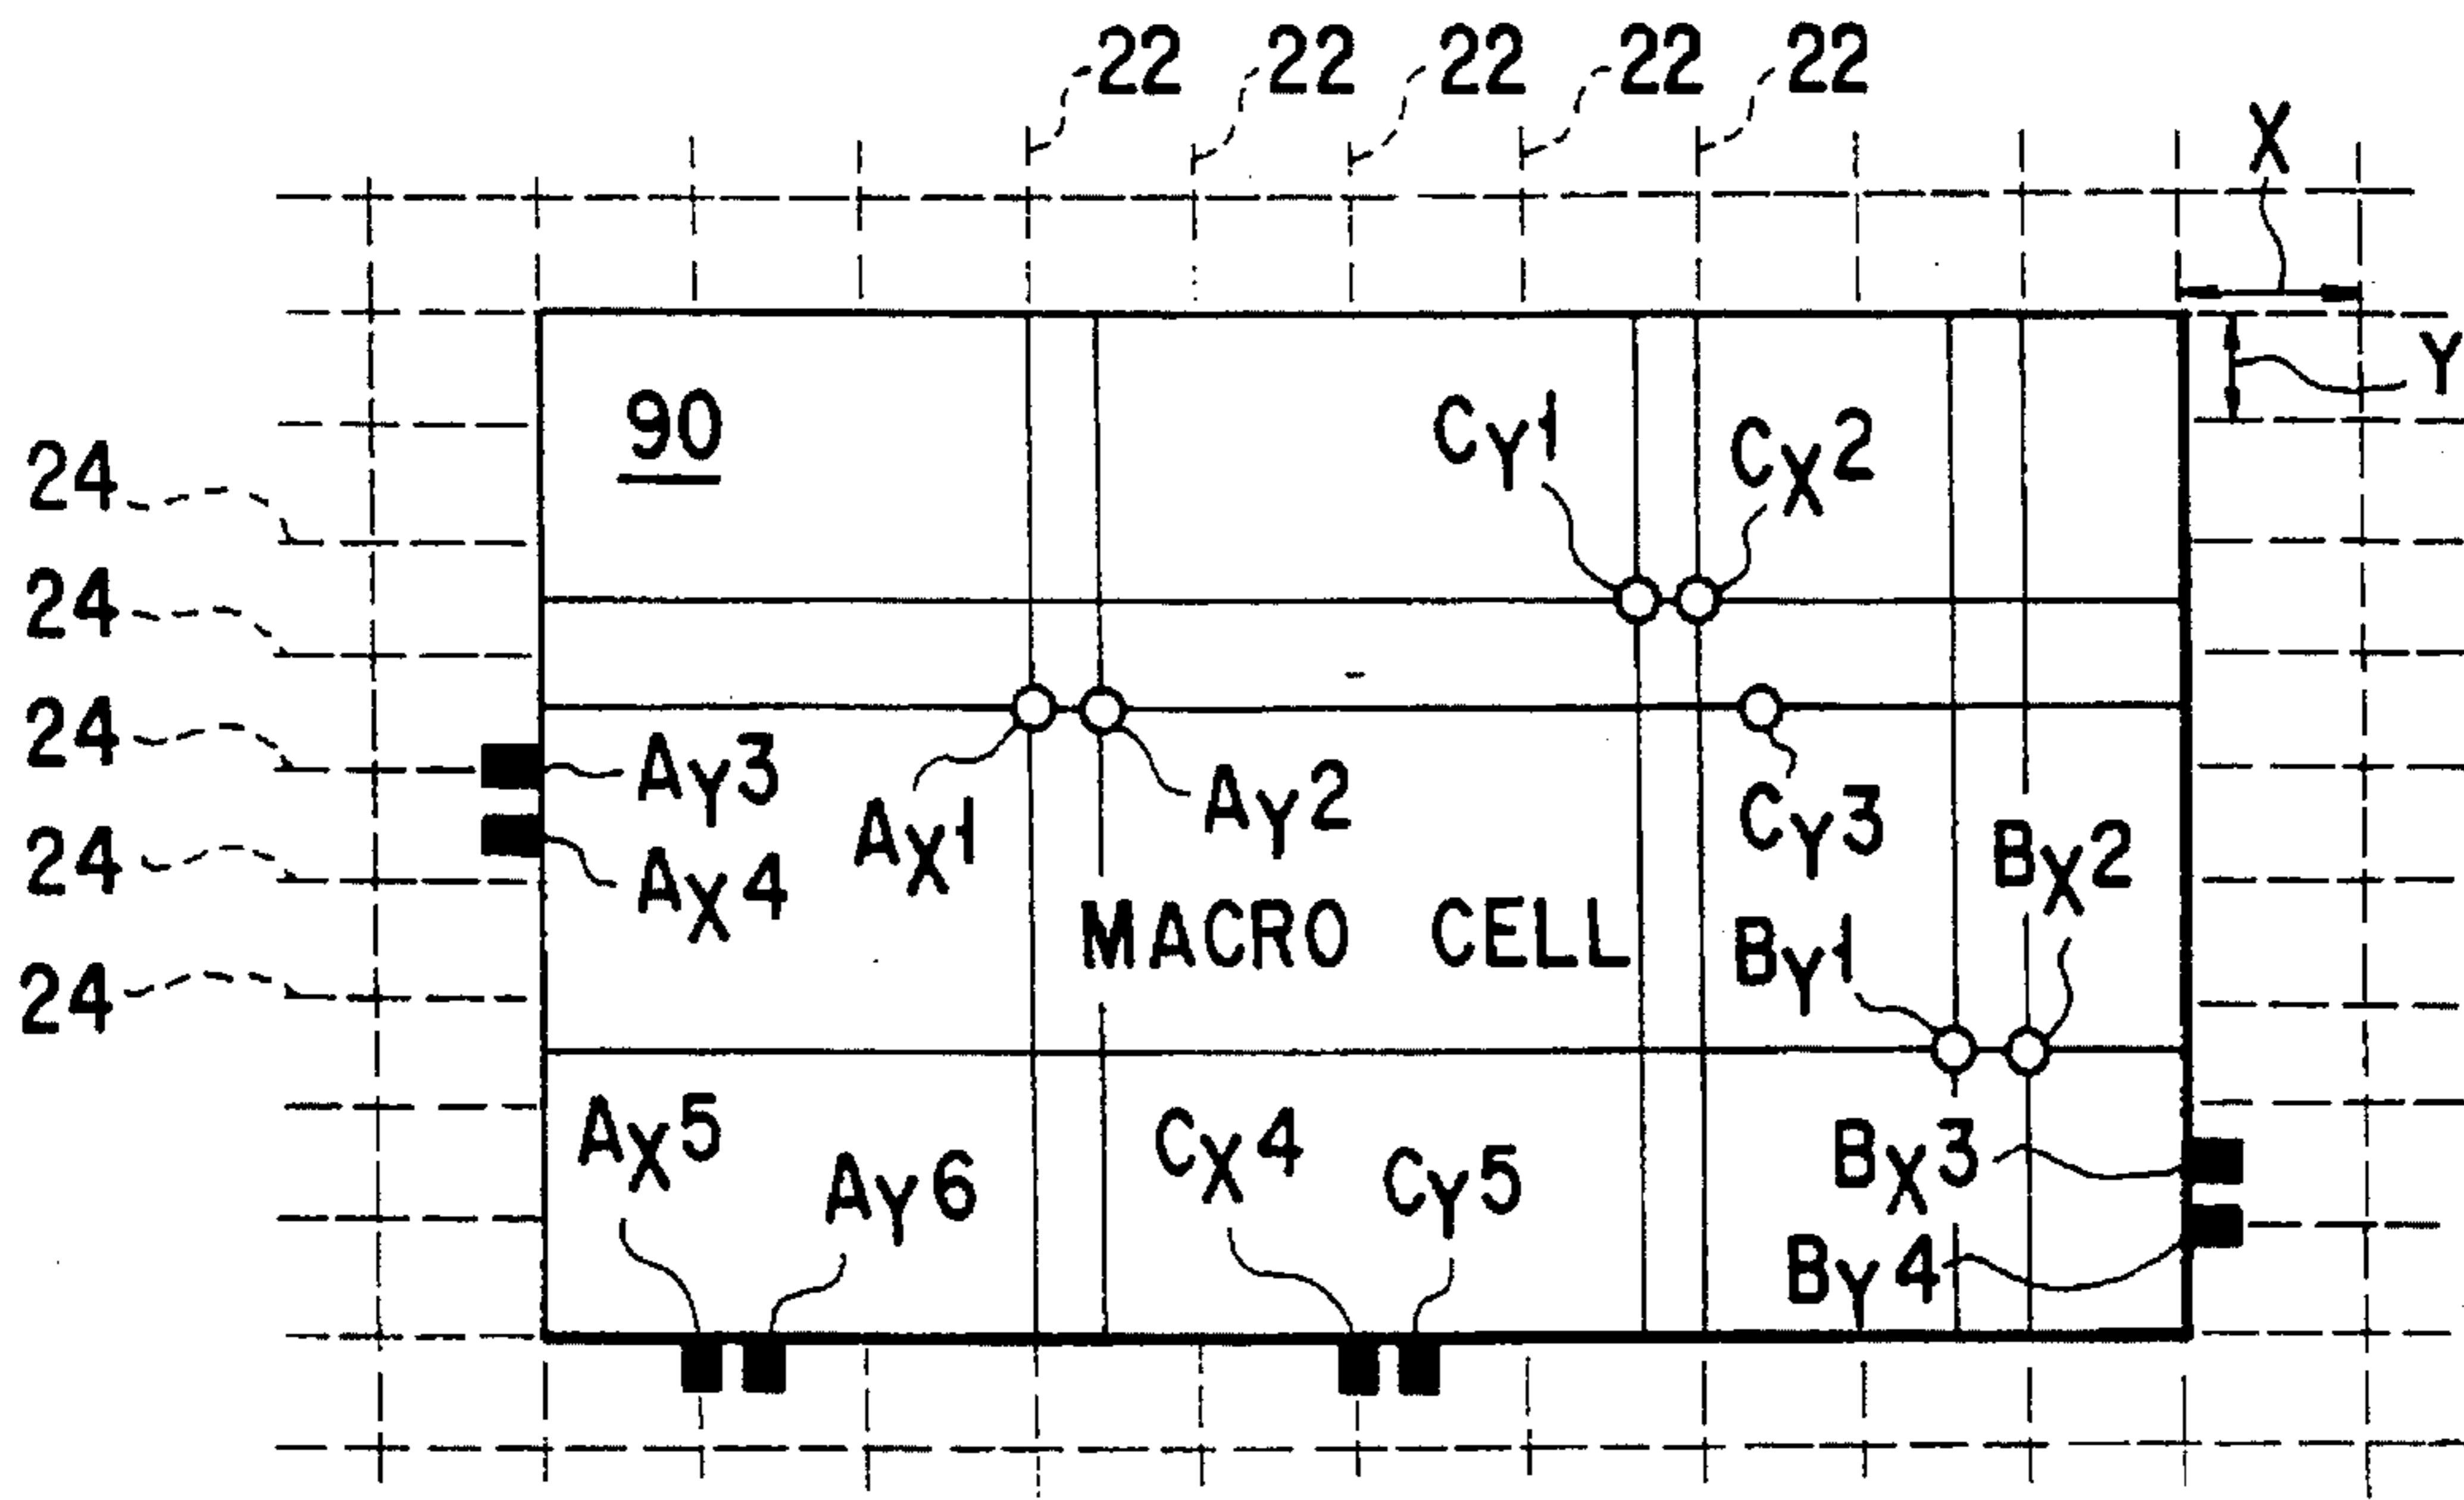 22 22 22 22 22
X
Y
90
CY1
CX2
24
24
24
24
24
AY3
AX4
AX1
AY2
CY3
BX2
MACRO CELL
BY1
AX5
AY6
CX4
CY5
BX3
BY4